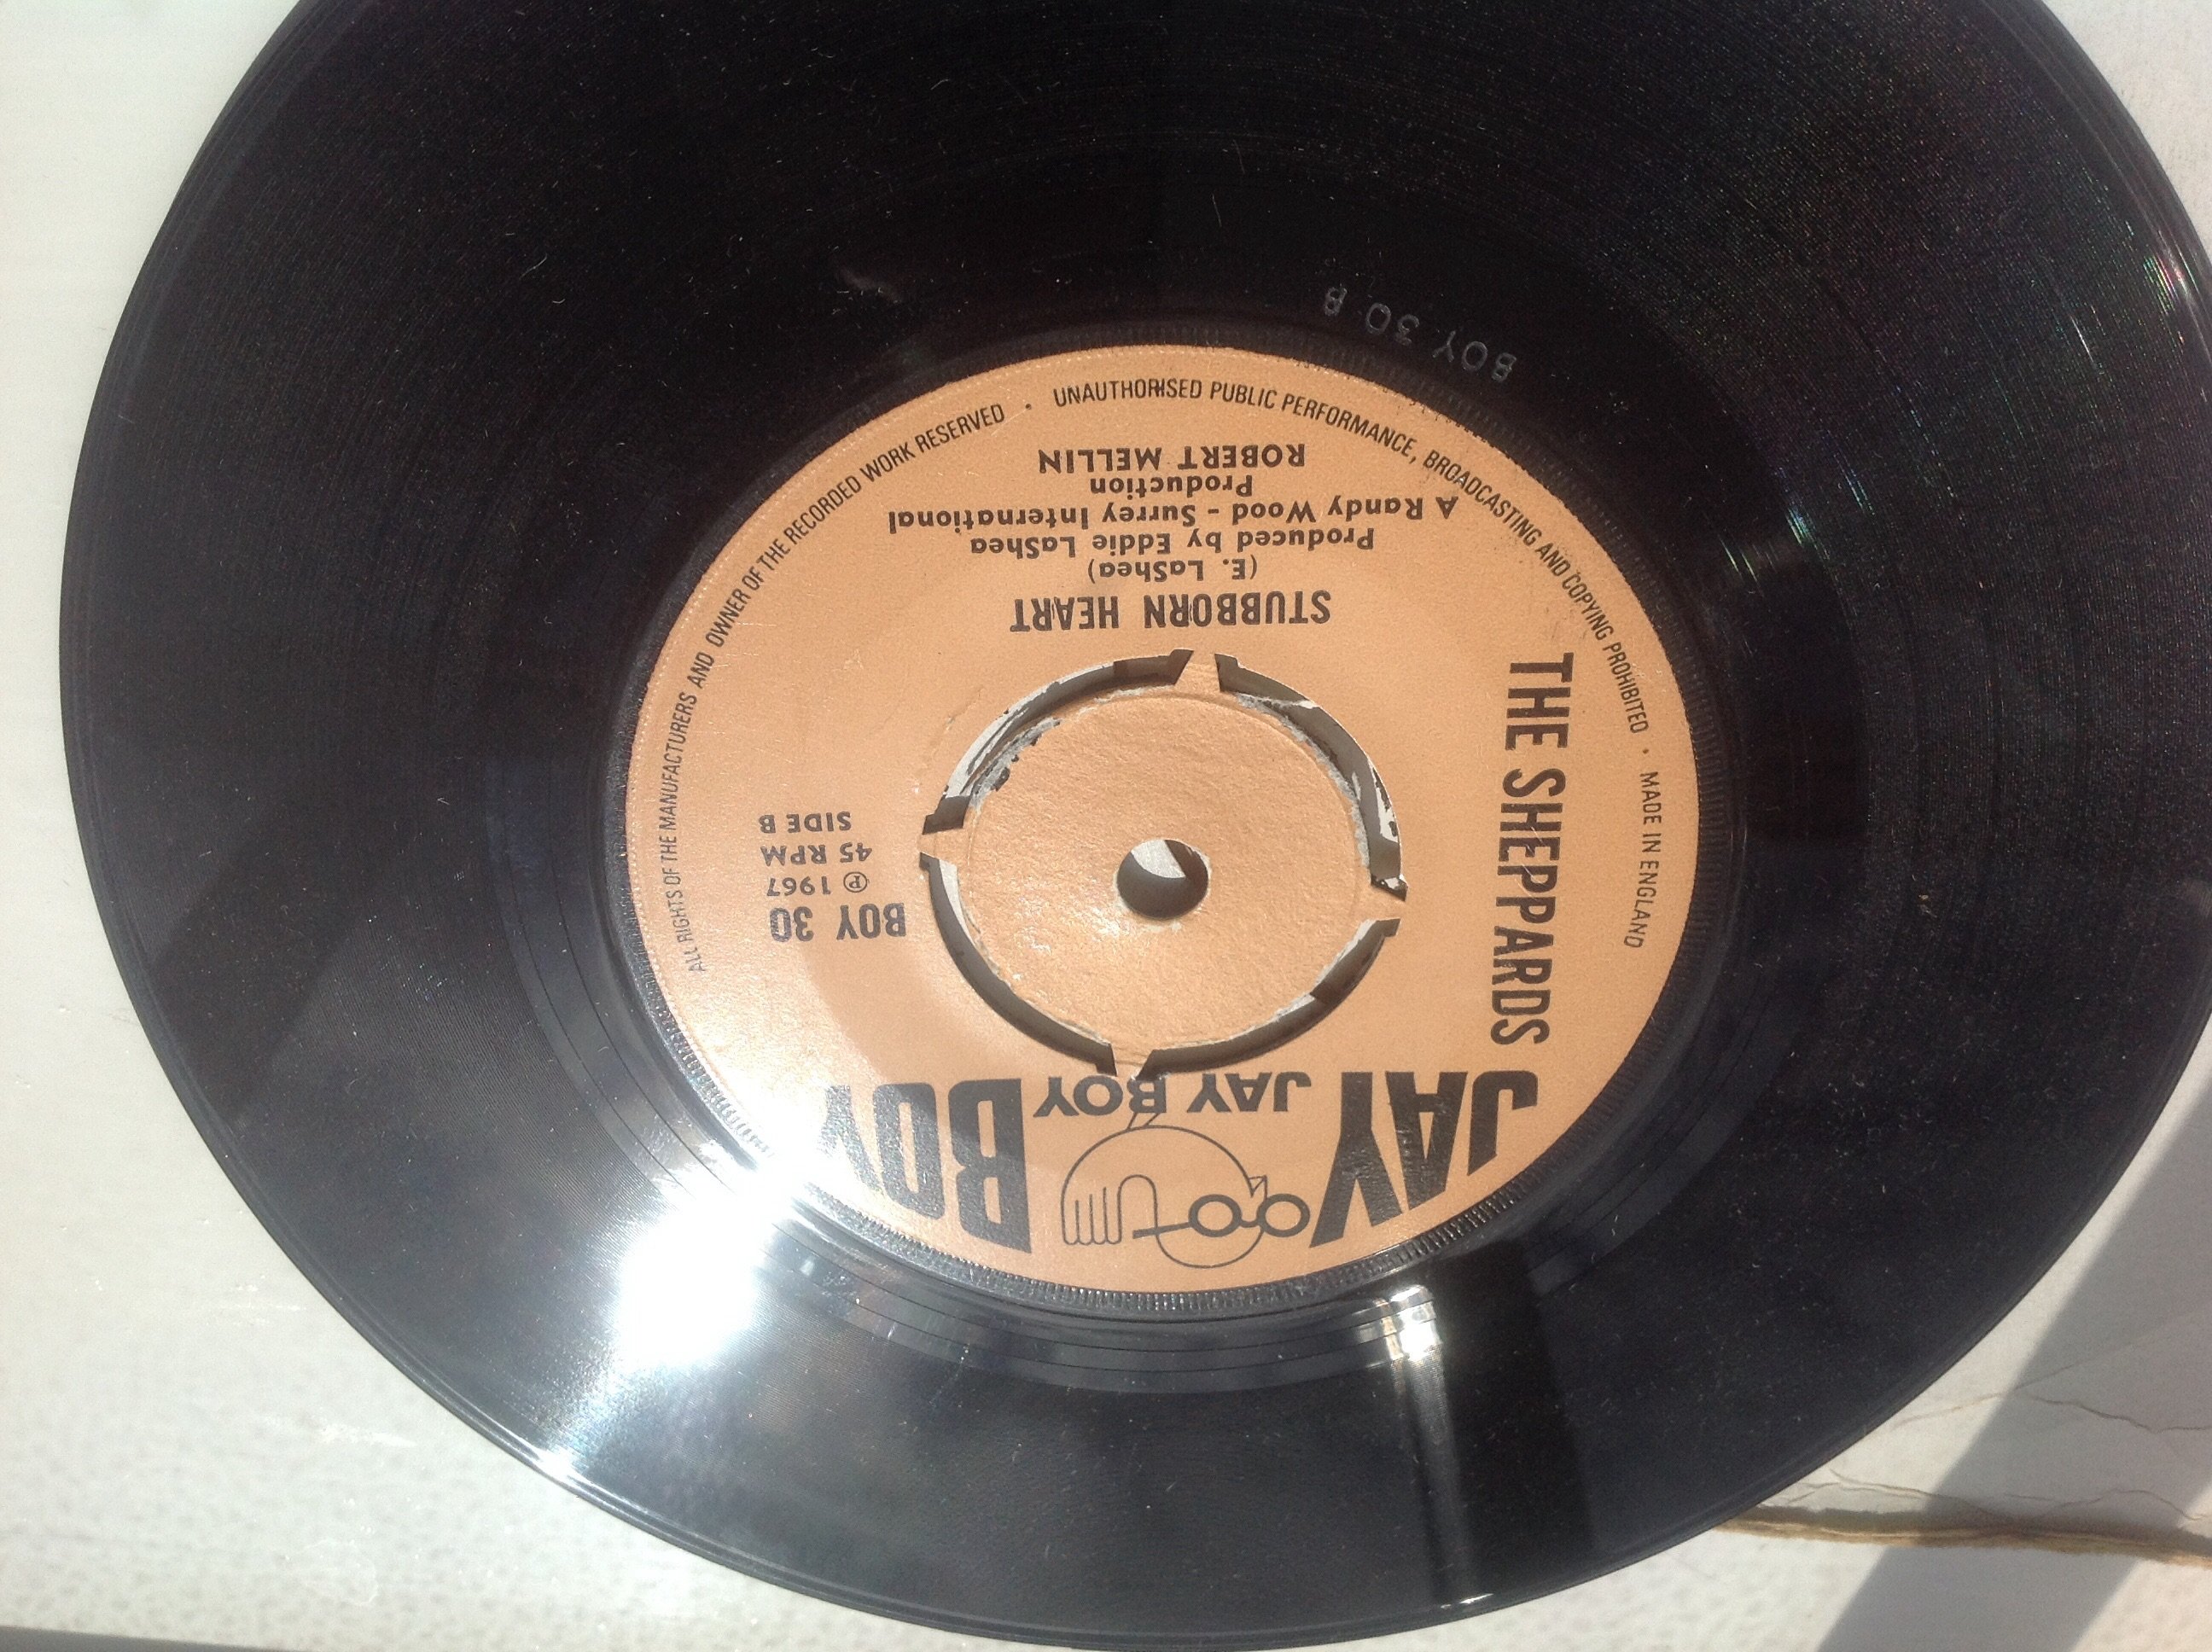 JAY BOY
JAY BOY
THE SHEPPARDS
BOY 30
℗ 1967
45 RPM
SIDE B
STUBBORN HEART
(E. LaShea)
Produced by Eddie LaShea
A Randy Wood - Surrey International
Production
ROBERT MELLIN
ALL RIGHTS OF THE MANUFACTURERS AND OWNER OF THE RECORDED WORK RESERVED • UNAUTHORISED PUBLIC PERFORMANCE, BROADCASTING AND COPYING PROHIBITED • MADE IN ENGLAND
BOY 30 B